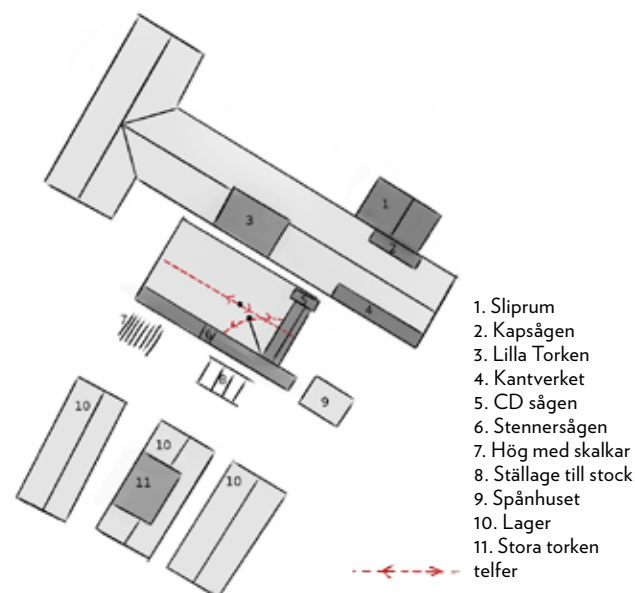 1
2
3
4
5
6
7
8
9
10
10
10
11
1. Sliprum
2. Kapsågen
3. Lilla Torken
4. Kantverket
5. CD sågen
6. Stennersågen
7. Hög med skalkar
8. Ställage till stock
9. Spånhuset
10. Lager
11. Stora torken
telfer